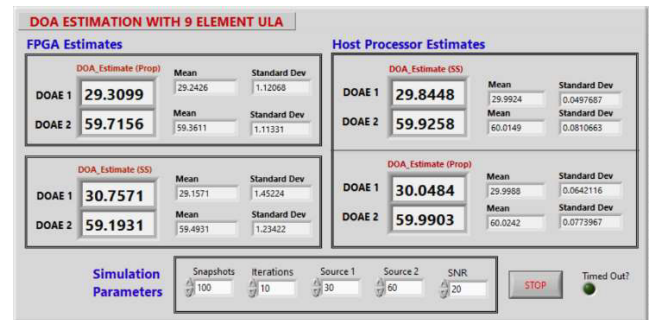 DOA ESTIMATION WITH 9 ELEMENT ULA
FPGA Estimates
DOA_Estimate (Prop)
Mean
Standard Dev
DOAE 1
29.3099
29.2426
1.12068
Mean
Standard Dev
DOAE 2
59.7156
59.3611
1.11331
DOA_Estimate (SS)
Mean
Standard Dev
DOAE 1
30.7571
29.1571
1.45224
Mean
Standard Dev
DOAE 2
59.1931
59.4931
1.23422
Host Processor Estimates
DOA_Estimate (SS)
Mean
Standard Dev
DOAE 1
29.8448
29.9924
0.0497687
Mean
Standard Dev
DOAE 2
59.9258
60.0149
0.0810663
DOA_Estimate (Prop)
Mean
Standard Dev
DOAE 1
30.0484
29.9988
0.0642116
Mean
Standard Dev
DOAE 2
59.9903
60.0242
0.0773967
Simulation
Parameters
Snapshots
Iterations
Source 1
Source 2
SNR
100
10
30
60
20
STOP
Timed Out?